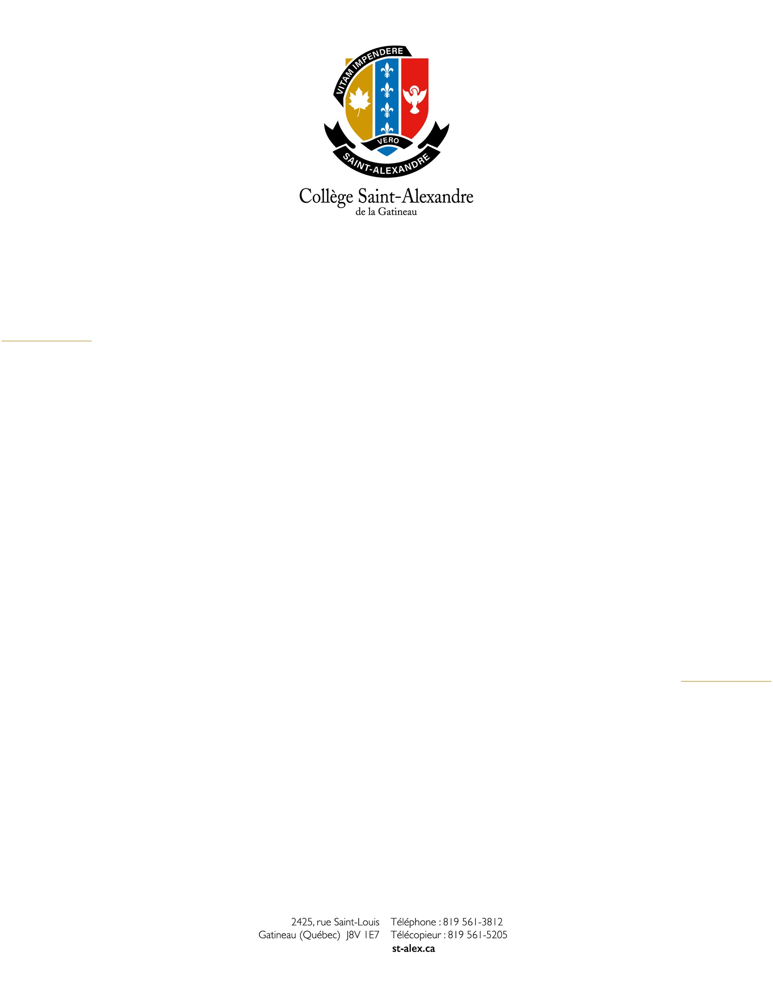 VITAM IMPENDERE
VERO
SAINT-ALEXANDRE
Collège Saint-Alexandre
de la Gatineau
2425, rue Saint-Louis Téléphone : 819 561-3812
Gatineau (Québec) J8V 1E7 Télécopieur : 819 561-5205
st-alex.ca